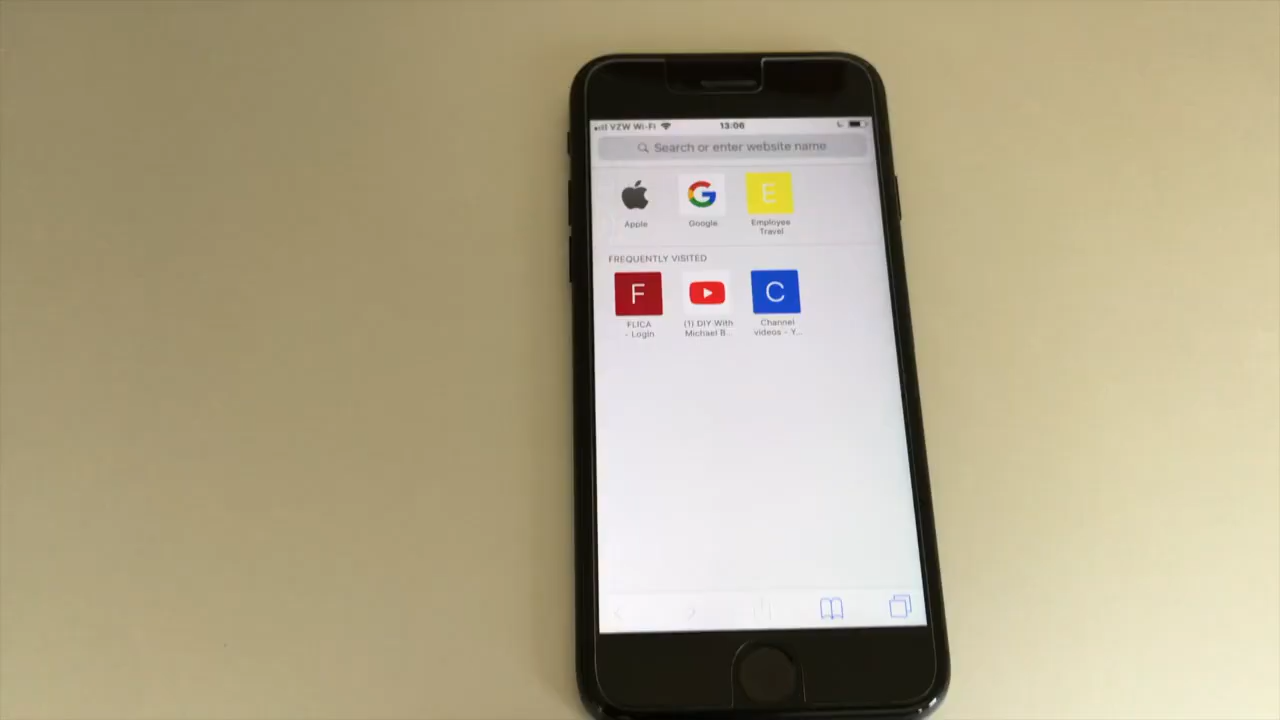 VZW Wi-Fi 13:06
Search or enter website name
E
Apple Google Employee
Travel
FREQUENTLY VISITED
F C
FLICA (1) DIY With Channel
- Login Michael B... videos - Y...